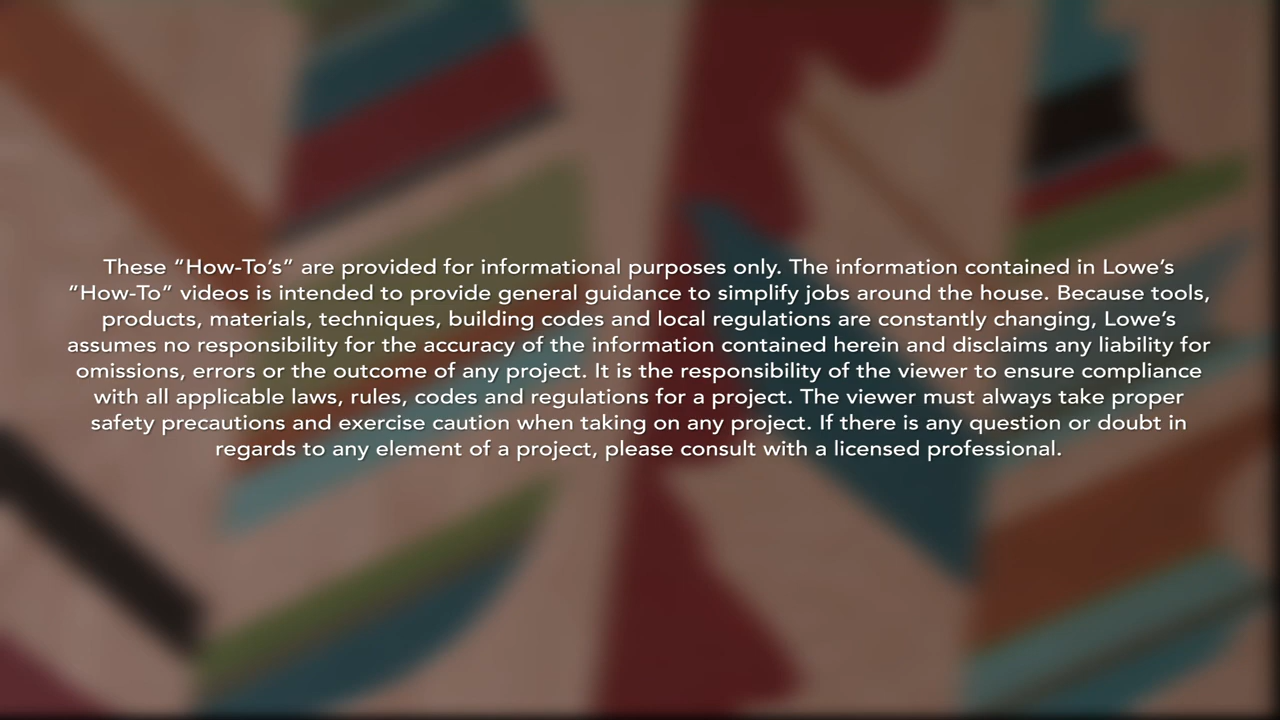 These “How-To’s” are provided for informational purposes only. The information contained in Lowe’s
“How-To” videos is intended to provide general guidance to simplify jobs around the house. Because tools,
products, materials, techniques, building codes and local regulations are constantly changing, Lowe’s
assumes no responsibility for the accuracy of the information contained herein and disclaims any liability for
omissions, errors or the outcome of any project. It is the responsibility of the viewer to ensure compliance
with all applicable laws, rules, codes and regulations for a project. The viewer must always take proper
safety precautions and exercise caution when taking on any project. If there is any question or doubt in
regards to any element of a project, please consult with a licensed professional.